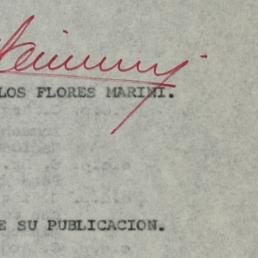 LOS FLORES MARINI.
E SU PUBLICACION.